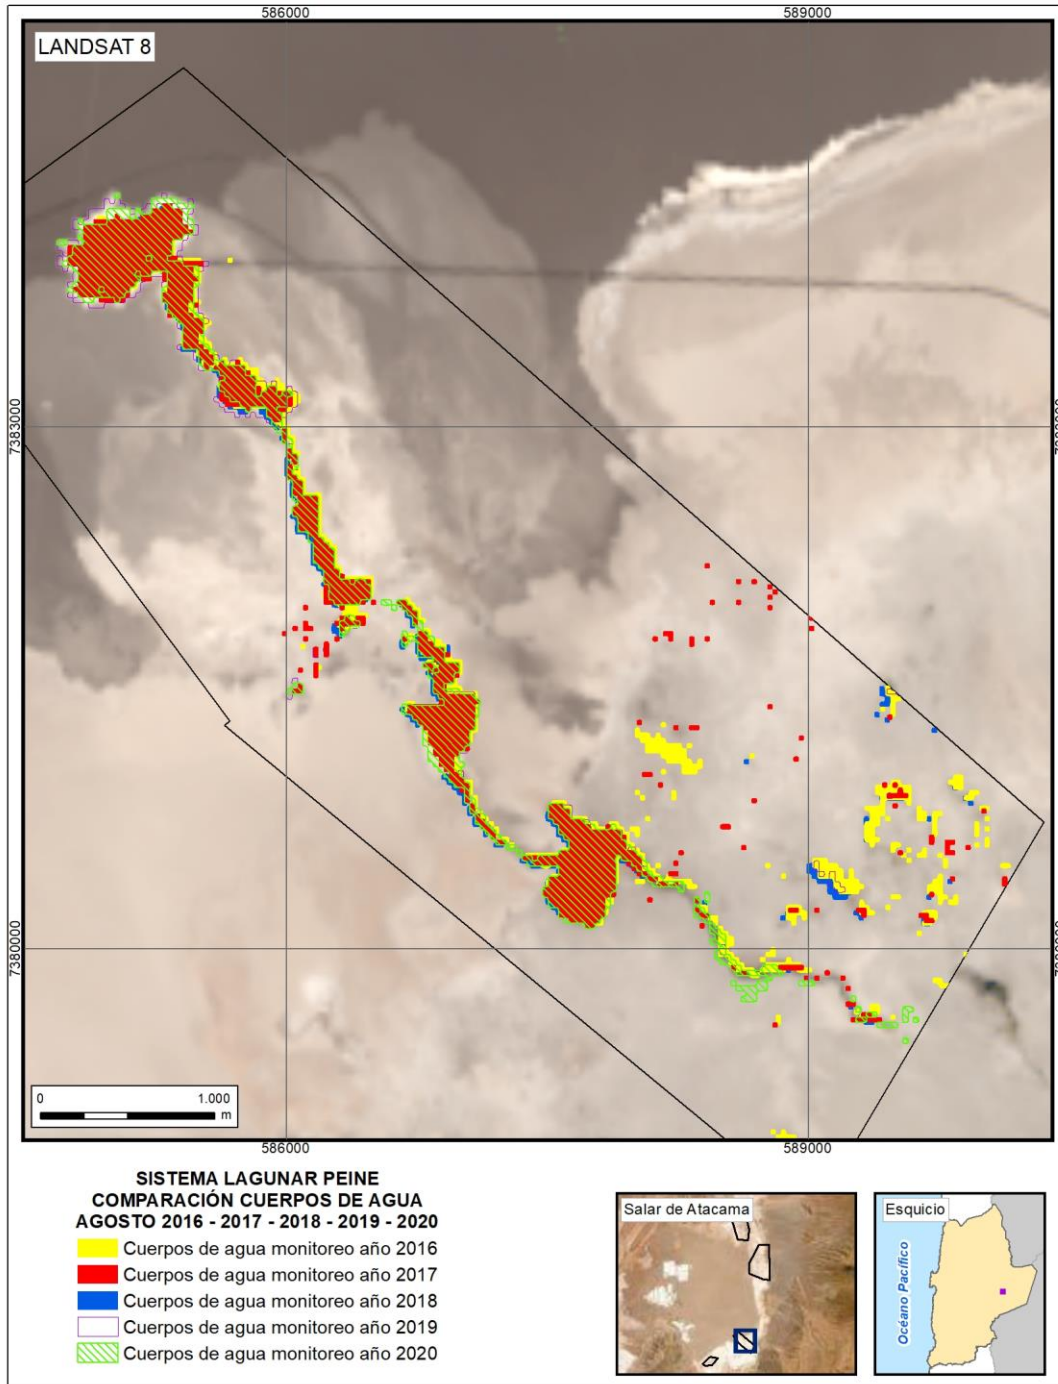 586000
589000
LANDSAT 8
7383000
7380000
0
1.000
m
586000
589000
SISTEMA LAGUNAR PEINE
COMPARACIÓN CUERPOS DE AGUA
AGOSTO 2016 - 2017 - 2018 - 2019 - 2020
Cuerpos de agua monitoreo año 2016
Cuerpos de agua monitoreo año 2017
Cuerpos de agua monitoreo año 2018
Cuerpos de agua monitoreo año 2019
Cuerpos de agua monitoreo año 2020
Salar de Atacama
Esquicio
Océano Pacífico